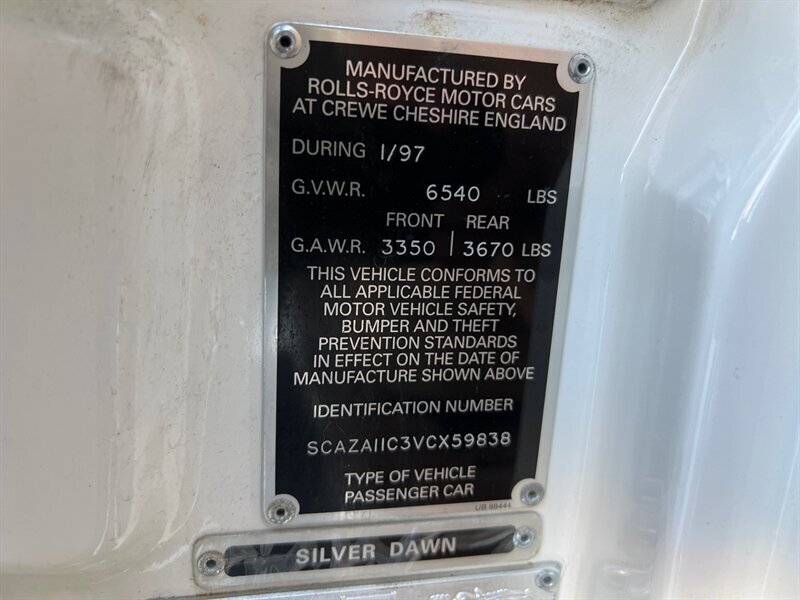 MANUFACTURED BY
ROLLS-ROYCE MOTOR CARS
AT CREWE CHESHIRE ENGLAND
DURING 1/97
G.V.W.R. 6540 LBS
FRONT REAR
G.A.W.R. 3350 | 3670 LBS
THIS VEHICLE CONFORMS TO
ALL APPLICABLE FEDERAL
MOTOR VEHICLE SAFETY,
BUMPER AND THEFT
PREVENTION STANDARDS
IN EFFECT ON THE DATE OF
MANUFACTURE SHOWN ABOVE
IDENTIFICATION NUMBER
SCAZA11C3VCX59838
TYPE OF VEHICLE
PASSENGER CAR
UB 88444
SILVER DAWN